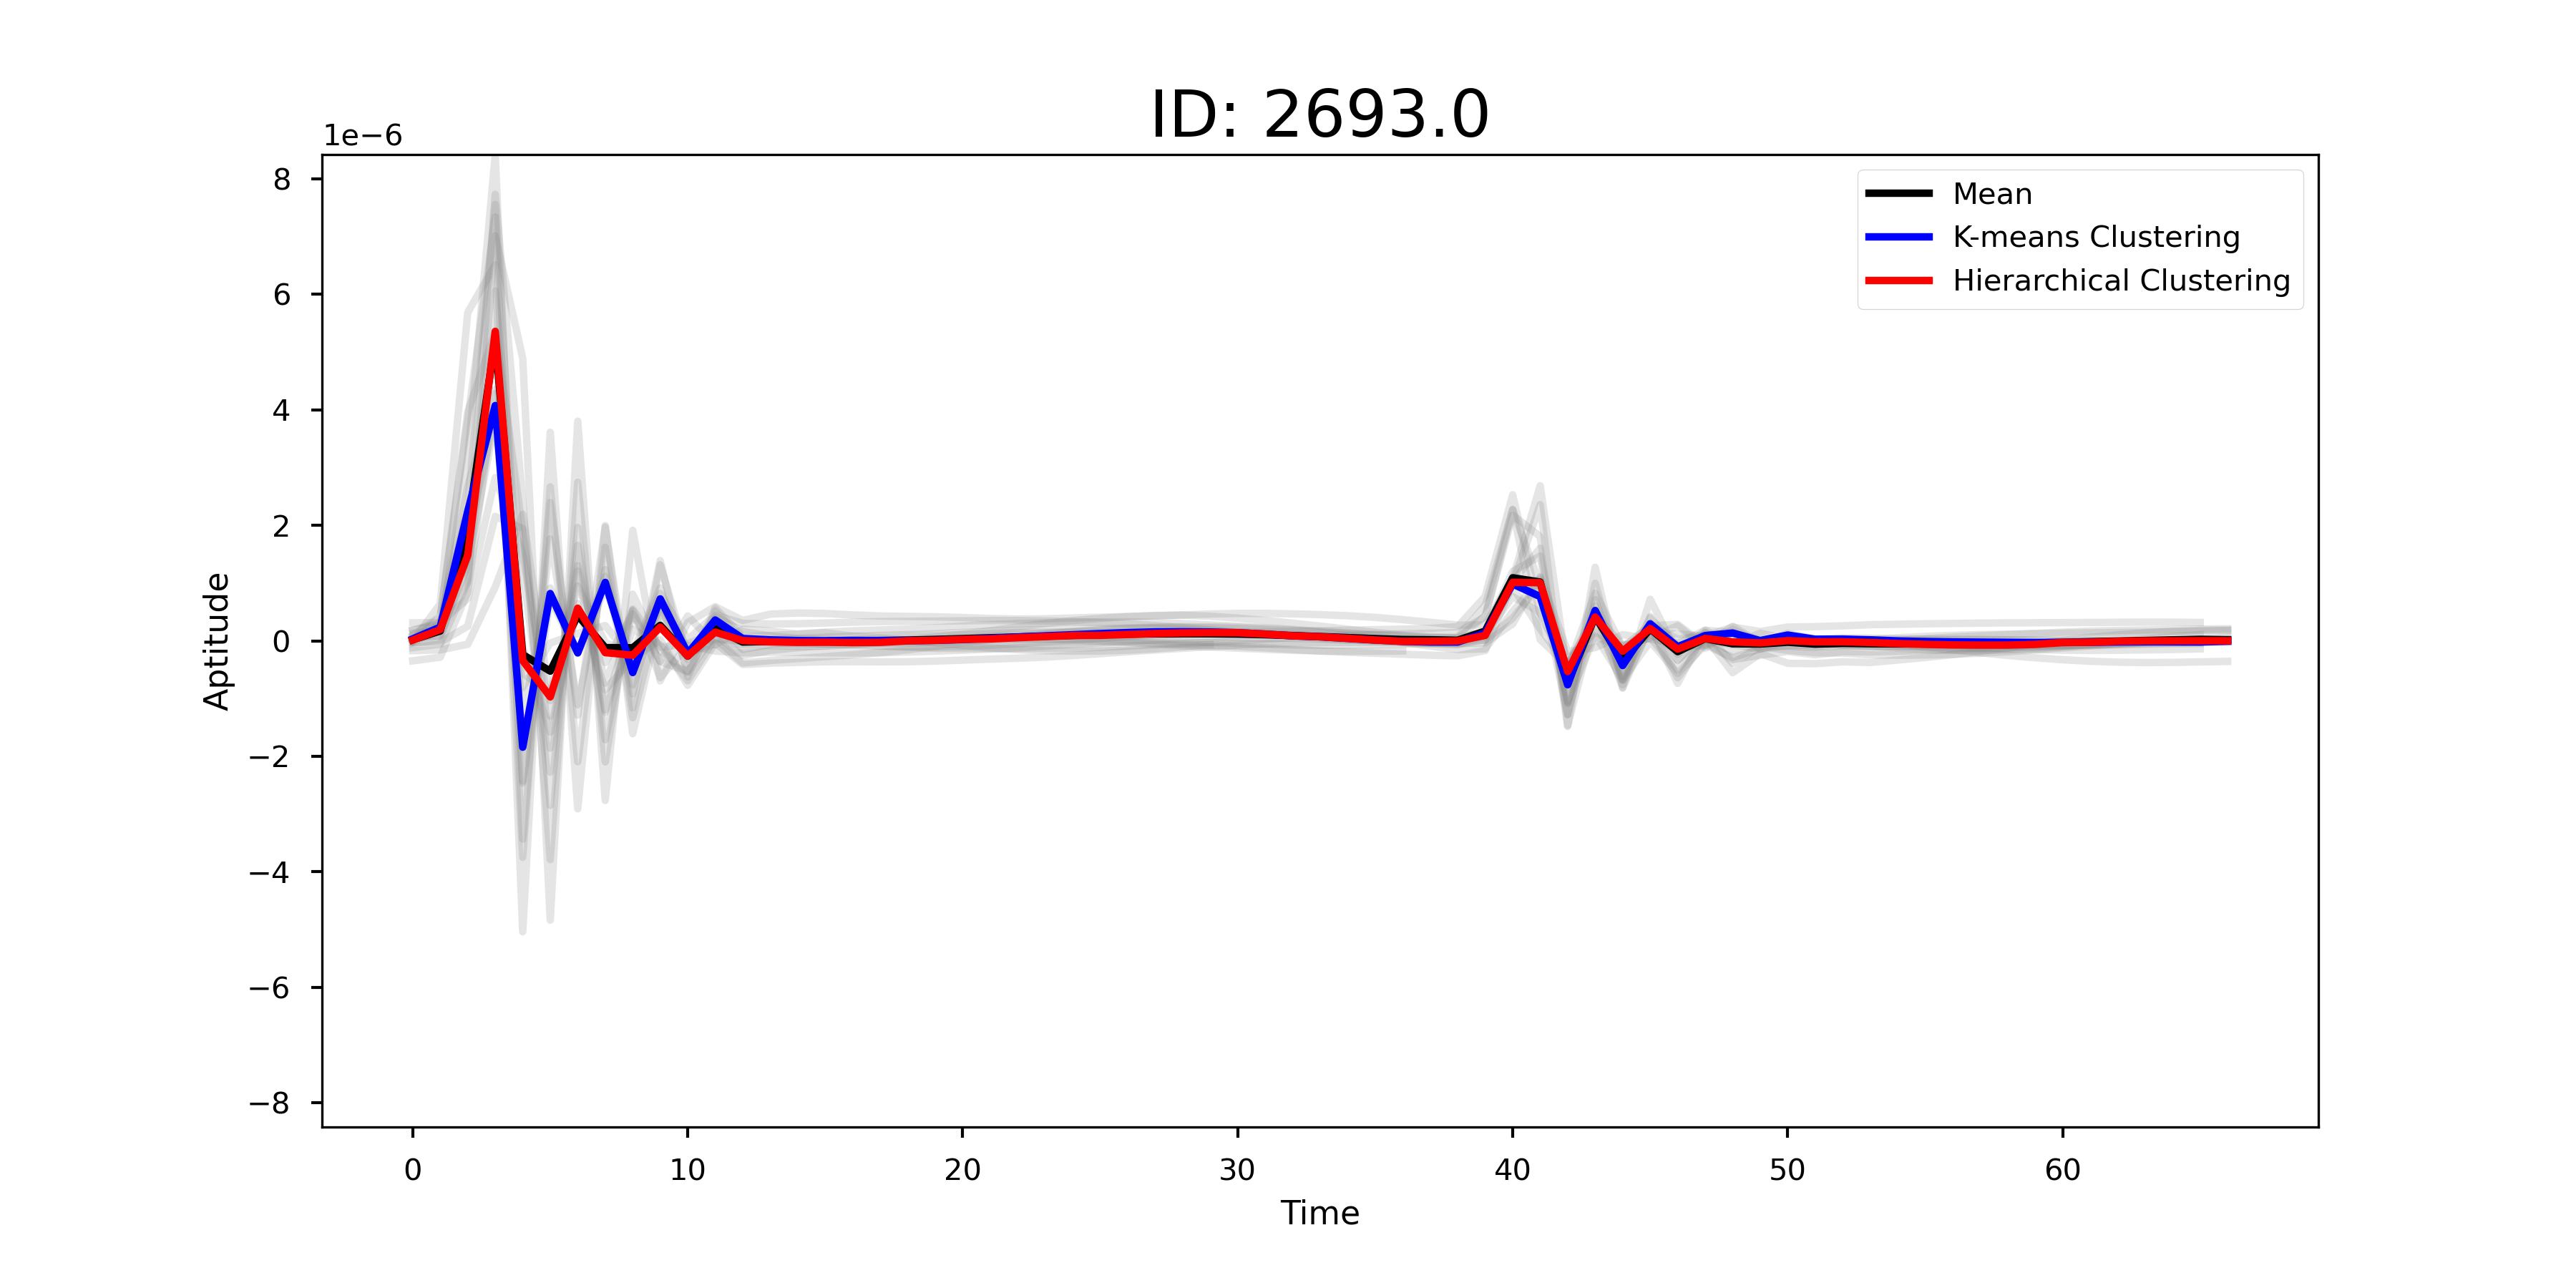 ID: 2693.0
1e−6
Mean
K-means Clustering
Hierarchical Clustering
8
6
4
2
0
−2
−4
−6
−8
Aptitude
0 10 20 30 40 50 60
Time